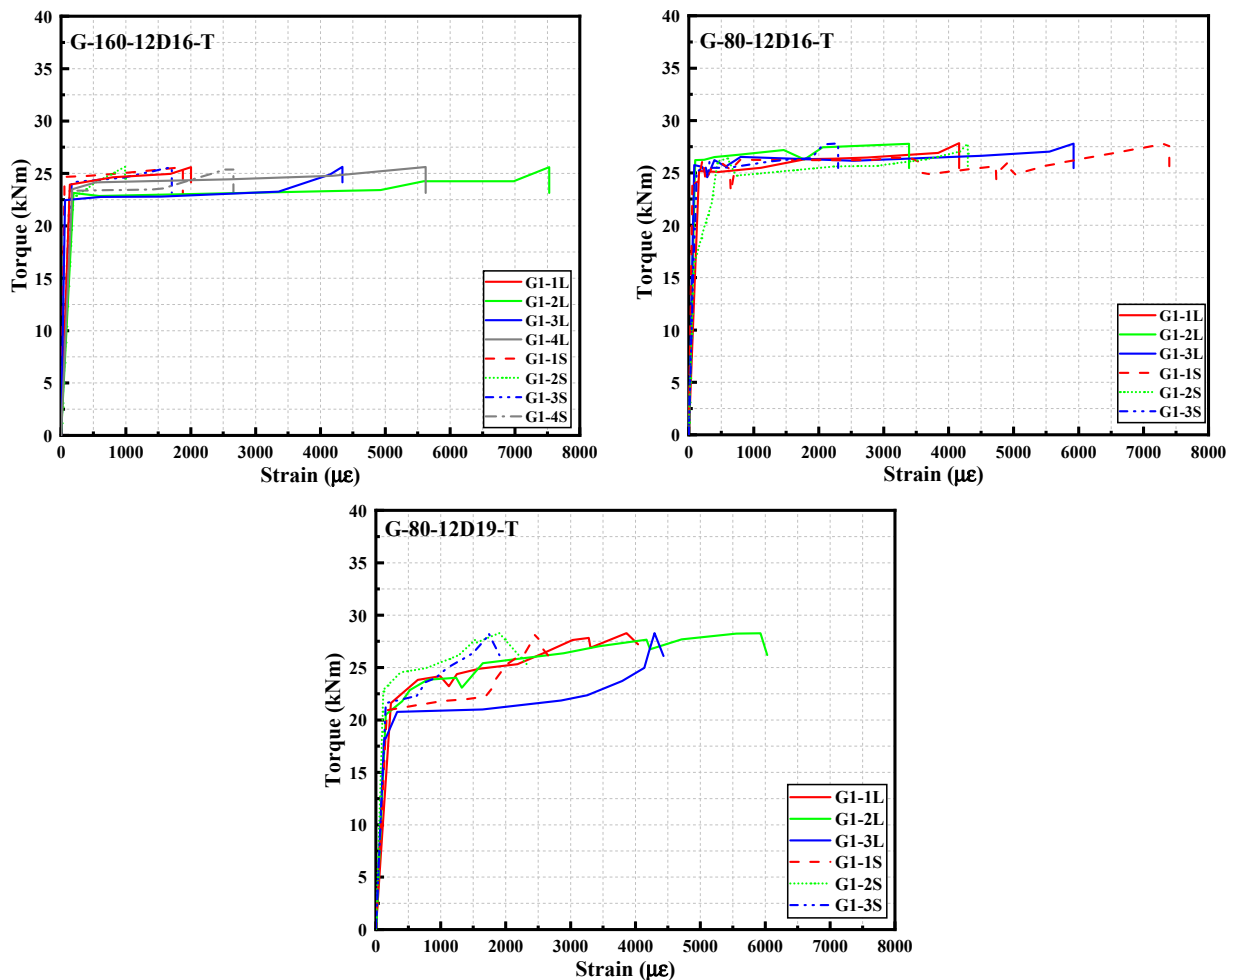 G-160-12D16-T
40
35
30
25
20
15
10
5
0
Torque (kNm)
0 1000 2000 3000 4000 5000 6000 7000 8000
Strain (με)
G1-1L
G1-2L
G1-3L
G1-4L
G1-1S
G1-2S
G1-3S
G1-4S
G-80-12D16-T
40
35
30
25
20
15
10
5
0
Torque (kNm)
0 1000 2000 3000 4000 5000 6000 7000 8000
Strain (με)
G1-1L
G1-2L
G1-3L
G1-1S
G1-2S
G1-3S
G-80-12D19-T
40
35
30
25
20
15
10
5
0
Torque (kNm)
0 1000 2000 3000 4000 5000 6000 7000 8000
Strain (με)
G1-1L
G1-2L
G1-3L
G1-1S
G1-2S
G1-3S